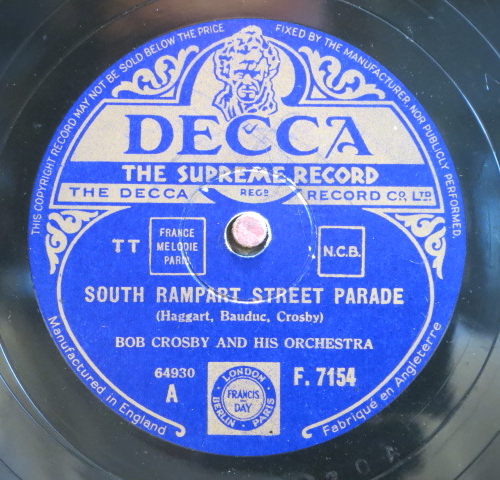 THIS COPYRIGHT RECORD MAY NOT BE SOLD BELOW THE PRICE FIXED BY THE MANUFACTURER, NOR PUBLICLY PERFORMED.
DECCA
THE SUPREME RECORD
THE DECCA REGD RECORD CO. LTD.
TT
FRANCE
MELODIE
PARIS
N.C.B.
SOUTH RAMPART STREET PARADE
(Haggart, Bauduc, Crosby)
BOB CROSBY AND HIS ORCHESTRA
64930
A
LONDON
FRANCIS-
DAY
BERLIN · PARIS
F. 7154
Manufactured in England
Fabriqué en Angleterre